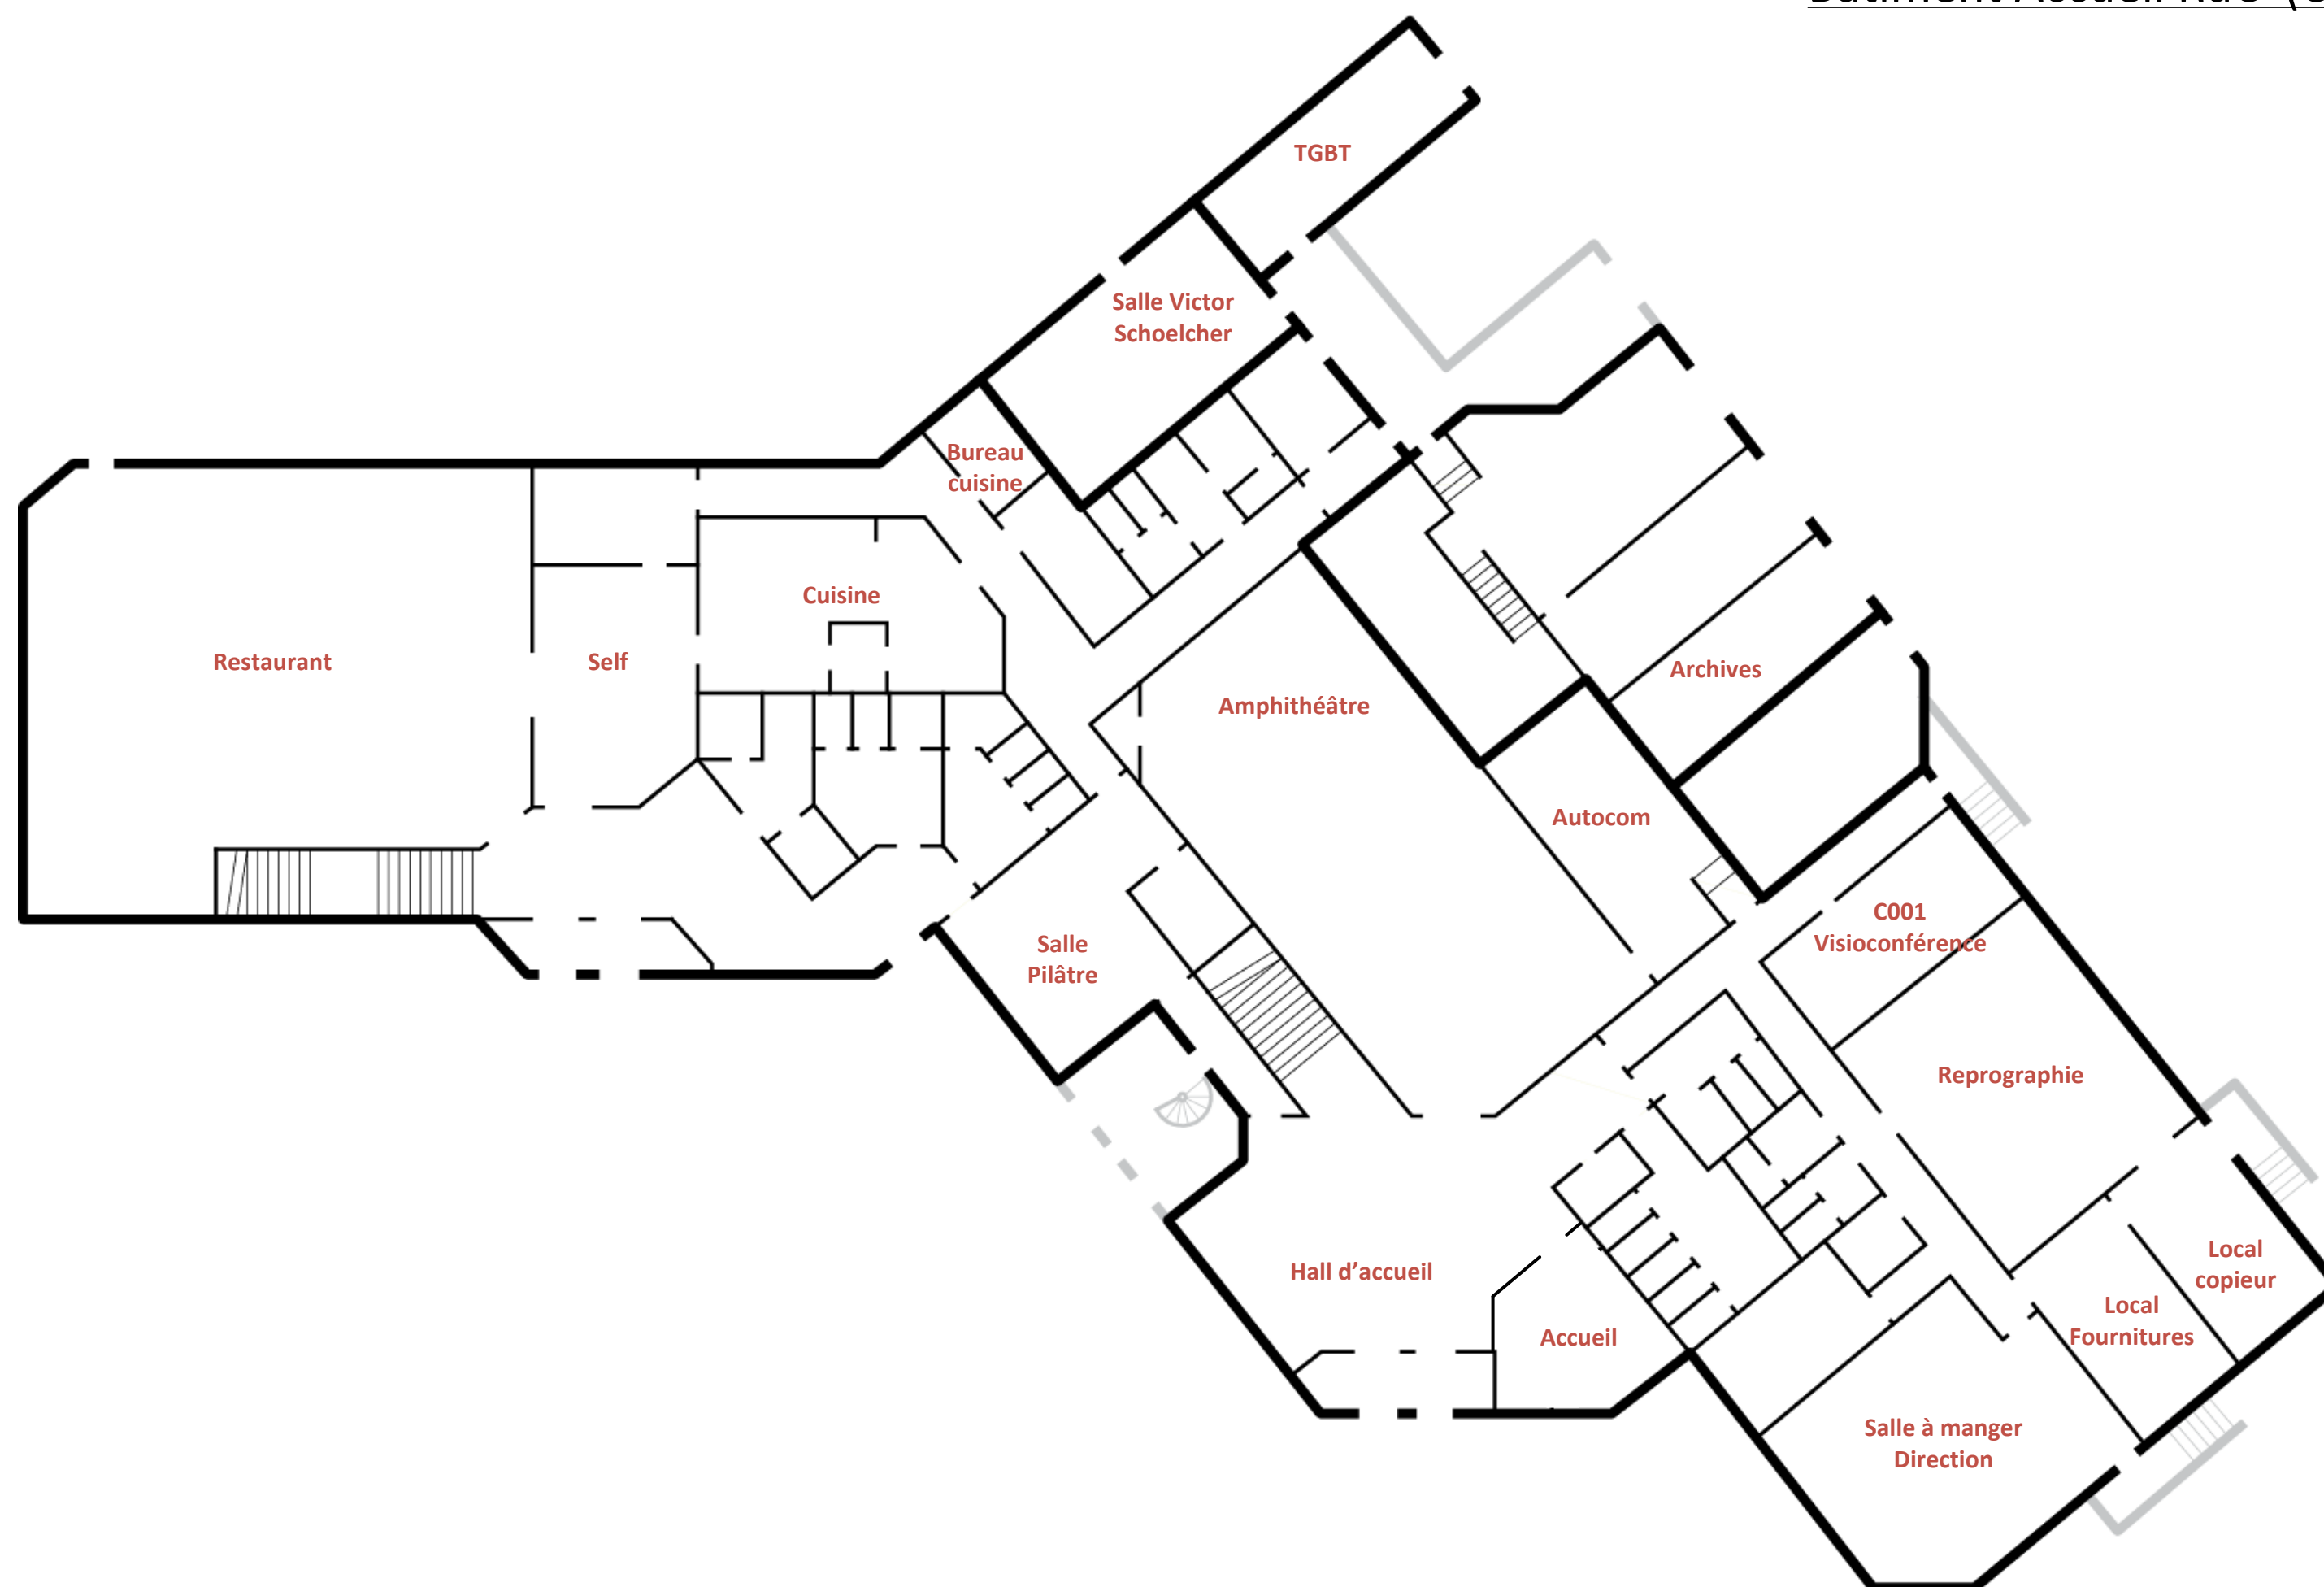 TGBT
Salle Victor
Schoelcher
Bureau
cuisine
Cuisine
Restaurant
Self
Amphithéâtre
Archives
Autocom
C001
Visioconférence
Salle
Pilâtre
Reprographie
Hall d’accueil
Accueil
Local
copieur
Local
Fournitures
Salle à manger
Direction